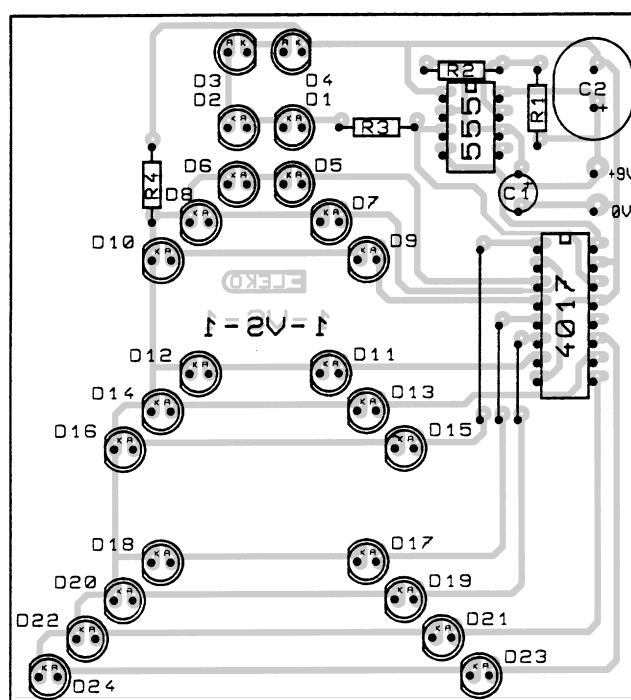 D3 A K K A D4
R2 R1 C2 +
D2 K A K A D1 R3 555
D6 K A K A D5 R4 C1 + +9V
D8 K A K A D7 0V
D10 K A K A D9
ELEKO
1-VS-1
4017
D12 K A K A D11
D14 K A K A D13
D16 K A K A D15
D18 K A K A D17
D20 K A K A D19
D22 K A K A D21
D24 K A K A D23